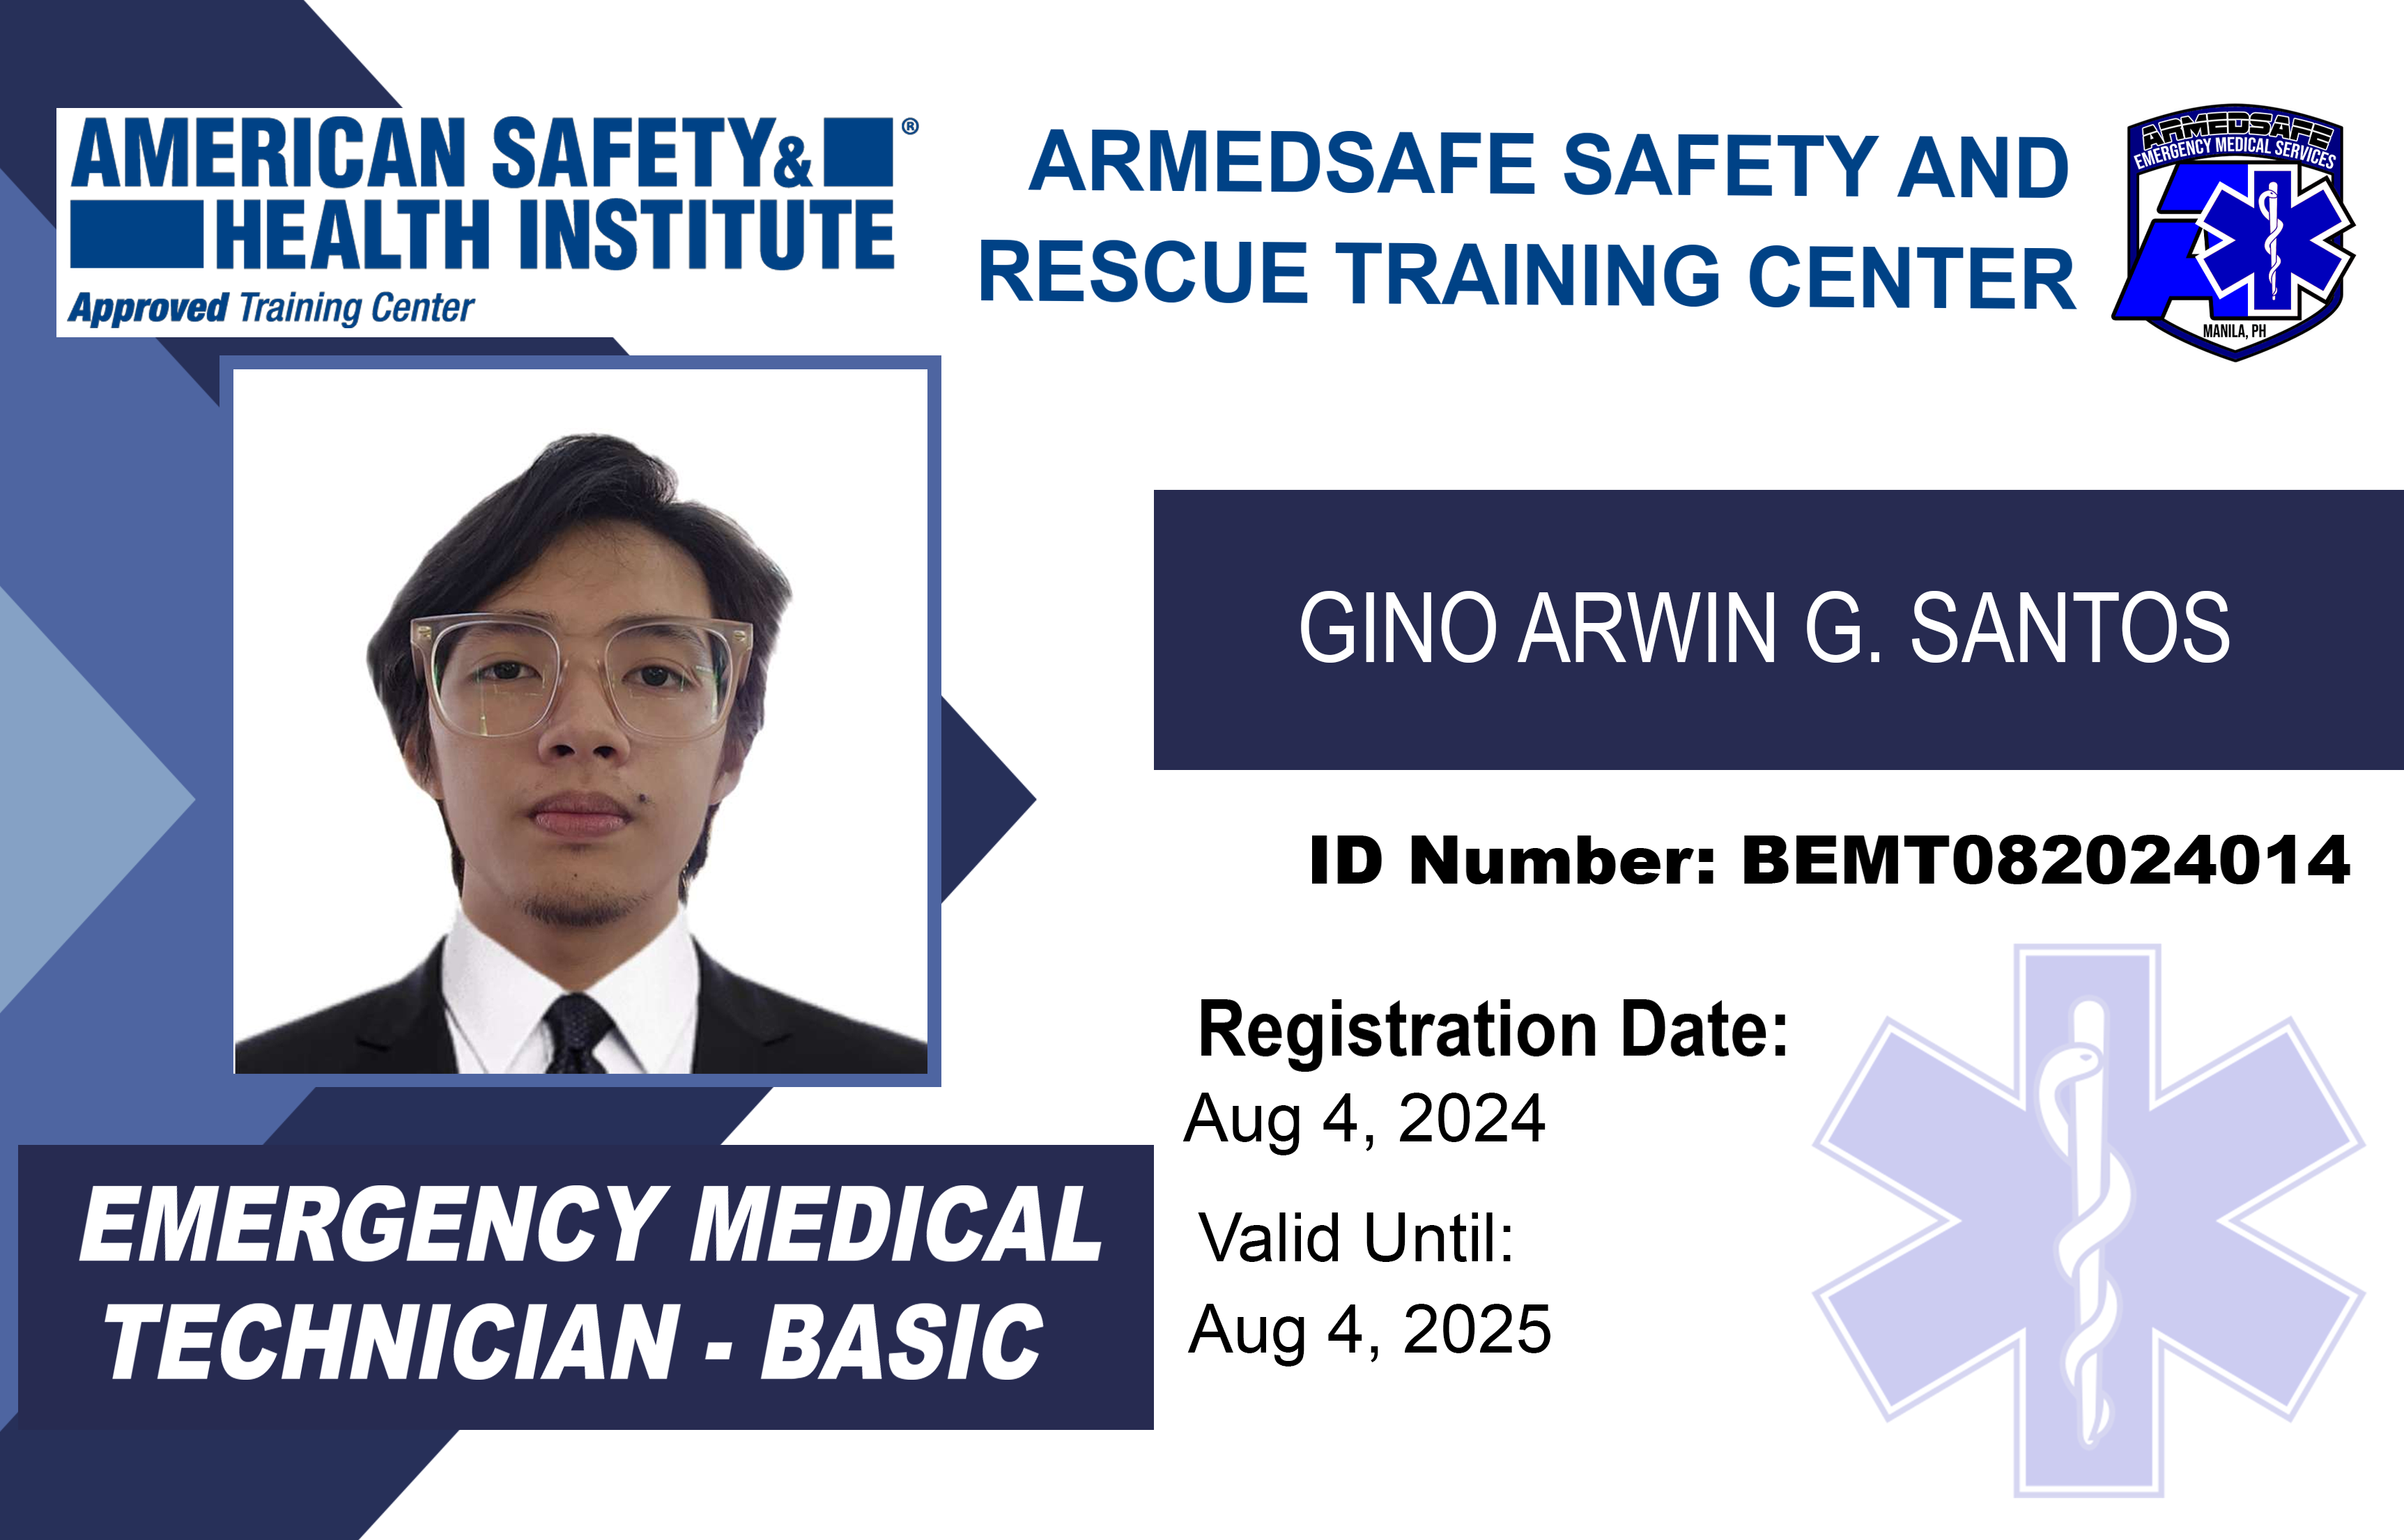 AMERICAN SAFETY& ®
HEALTH INSTITUTE
Approved Training Center
ARMEDSAFE SAFETY AND
RESCUE TRAINING CENTER
ARMEDSAFE
EMERGENCY MEDICAL SERVICES
A
MANILA, PH
GINO ARWIN G. SANTOS
ID Number: BEMT082024014
Registration Date:
Aug 4, 2024
Valid Until:
Aug 4, 2025
EMERGENCY MEDICAL
TECHNICIAN - BASIC